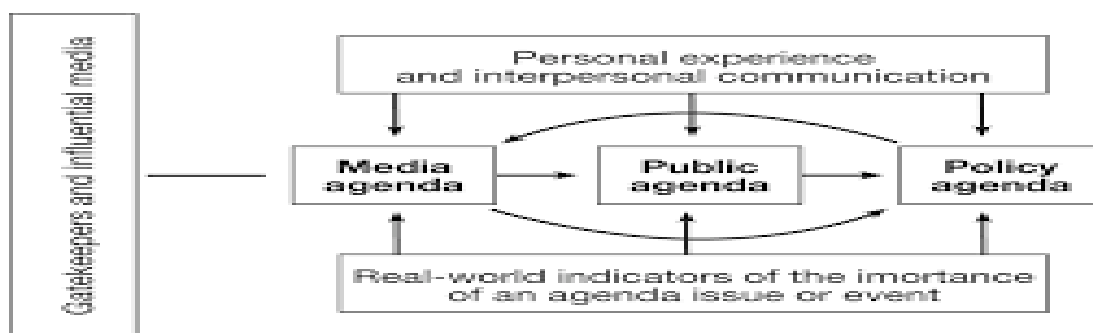 Gatekeepers and influential media
Personal experience
and interpersonal communication
Media
agenda
Public
agenda
Policy
agenda
Real-world indicators of the imortance
of an agenda issue or event